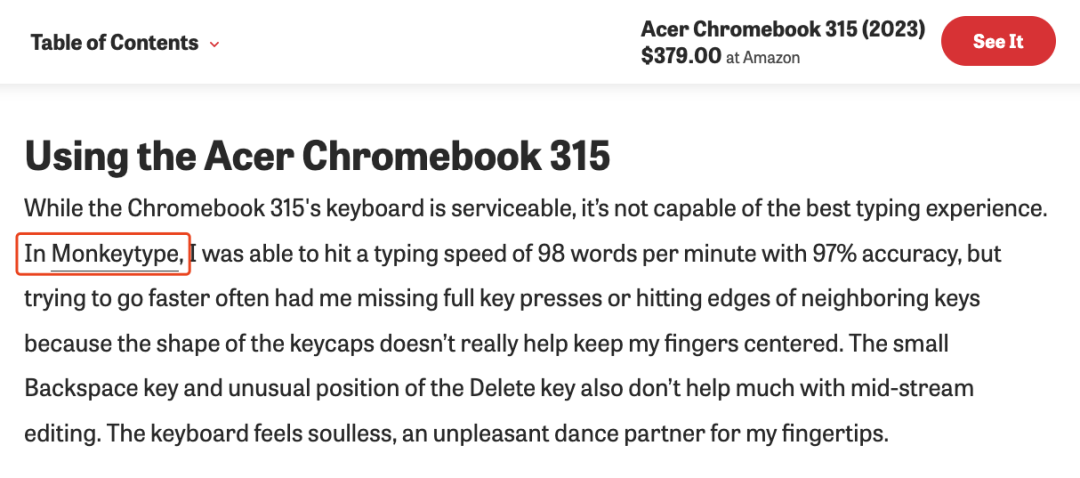 Table of Contents
Acer Chromebook 315 (2023)
$379.00 at Amazon
See It
Using the Acer Chromebook 315
While the Chromebook 315's keyboard is serviceable, it’s not capable of the best typing experience.
In Monkeytype, I was able to hit a typing speed of 98 words per minute with 97% accuracy, but
trying to go faster often had me missing full key presses or hitting edges of neighboring keys
because the shape of the keycaps doesn’t really help keep my fingers centered. The small
Backspace key and unusual position of the Delete key also don’t help much with mid-stream
editing. The keyboard feels soulless, an unpleasant dance partner for my fingertips.